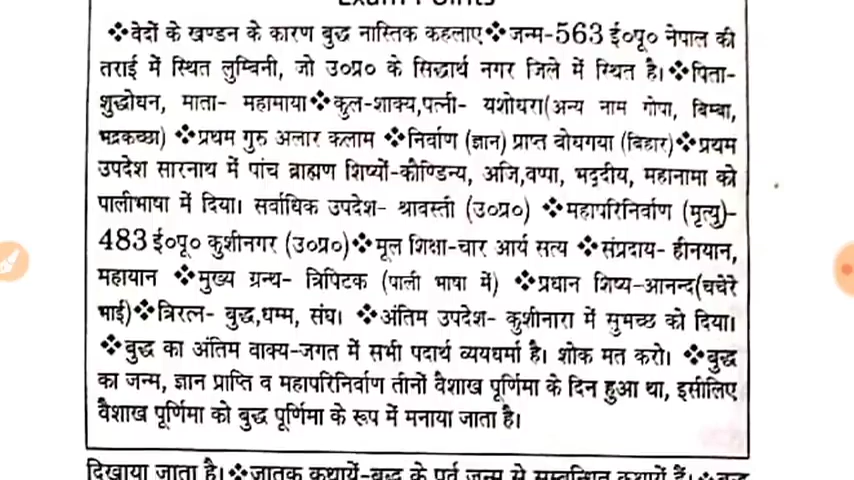 Exam Points
❖वेदों के खण्डन के कारण बुद्ध नास्तिक कहलाए❖जन्म-563 ई०पू० नेपाल की
तराई में स्थित लुम्बिनी, जो उ०प्र० के सिद्धार्थ नगर जिले में स्थित है।❖पिता-
शुद्धोधन, माता- महामाया❖कुल-शाक्य,पत्नी- यशोधरा(अन्य नाम गोपा, बिम्बा,
भद्रकच्छा) ❖प्रथम गुरु अलार कलाम ❖निर्वाण (ज्ञान) प्राप्त बोधगया (बिहार)❖प्रथम
उपदेश सारनाथ में पांच ब्राह्मण शिष्यों-कौण्डिन्य, अजि,वप्पा, भद्दीय, महानामा को
पालीभाषा में दिया। सर्वाधिक उपदेश- श्रावस्ती (उ०प्र०) ❖महापरिनिर्वाण (मृत्यु)-
483 ई०पू० कुशीनगर (उ०प्र०)❖मूल शिक्षा-चार आर्य सत्य ❖संप्रदाय- हीनयान,
महायान ❖मुख्य ग्रन्थ- त्रिपिटक (पाली भाषा में) ❖प्रधान शिष्य-आनन्द(चचेरे
भाई)❖त्रिरत्न- बुद्ध,धम्म, संघ। ❖अंतिम उपदेश- कुशीनारा में सुमच्छ को दिया।
❖बुद्ध का अंतिम वाक्य-जगत में सभी पदार्थ व्ययधर्मा है। शोक मत करो। ❖बुद्ध
का जन्म, ज्ञान प्राप्ति व महापरिनिर्वाण तीनों वैशाख पूर्णिमा के दिन हुआ था, इसीलिए
वैशाख पूर्णिमा को बुद्ध पूर्णिमा के रूप में मनाया जाता है।
दिखाया जाता है।❖जातक कथायें-बुद्ध के पूर्व जन्म से सम्बन्धित कथायें हैं।❖बुद्ध